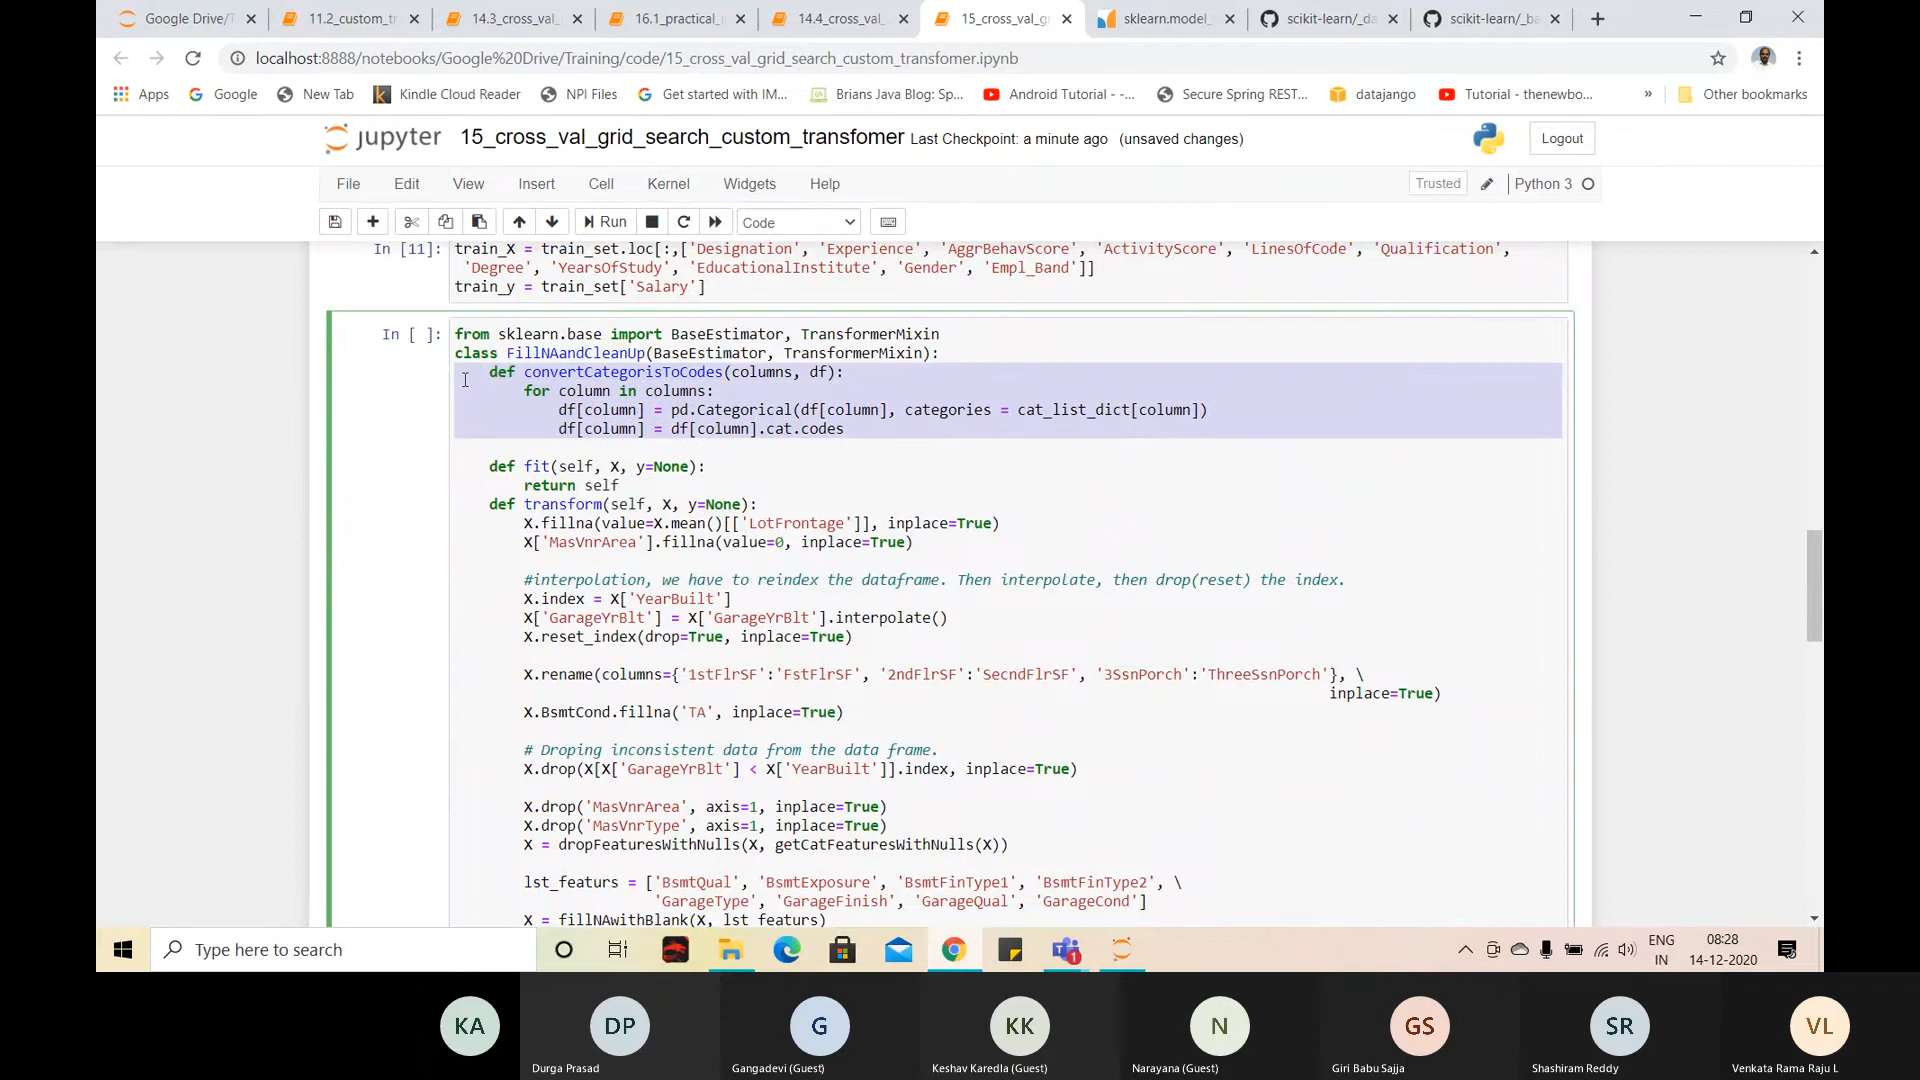 Google Drive/T
11.2_custom_tr
14.3_cross_val_
16.1_practical_
14.4_cross_val_
15_cross_val_g
sklearn.model_
scikit-learn/_da
scikit-learn/_ba
localhost:8888/notebooks/Google%20Drive/Training/code/15_cross_val_grid_search_custom_transfomer.ipynb
Apps
Google
New Tab
Kindle Cloud Reader
NPI Files
Get started with IM...
Brians Java Blog: Sp...
Android Tutorial - -...
Secure Spring REST...
datajango
Tutorial - thenewbo...
»
Other bookmarks
jupyter
15_cross_val_grid_search_custom_transfomer
Last Checkpoint: a minute ago (unsaved changes)
Logout
File
Edit
View
Insert
Cell
Kernel
Widgets
Help
Trusted
Python 3
Run
Code
In [11]:
train_X = train_set.loc[:,['Designation', 'Experience', 'AggrBehavScore', 'ActivityScore', 'LinesOfCode', 'Qualification',
'Degree', 'YearsOfStudy', 'EducationalInstitute', 'Gender', 'Empl_Band']]
train_y = train_set['Salary']
In [ ]:
from sklearn.base import BaseEstimator, TransformerMixin
class FillNAandCleanUp(BaseEstimator, TransformerMixin):
def convertCategorisToCodes(columns, df):
for column in columns:
df[column] = pd.Categorical(df[column], categories = cat_list_dict[column])
df[column] = df[column].cat.codes
def fit(self, X, y=None):
return self
def transform(self, X, y=None):
X.fillna(value=X.mean()[['LotFrontage']], inplace=True)
X['MasVnrArea'].fillna(value=0, inplace=True)
#interpolation, we have to reindex the dataframe. Then interpolate, then drop(reset) the index.
X.index = X['YearBuilt']
X['GarageYrBlt'] = X['GarageYrBlt'].interpolate()
X.reset_index(drop=True, inplace=True)
X.rename(columns={'1stFlrSF':'FstFlrSF', '2ndFlrSF':'SecndFlrSF', '3SsnPorch':'ThreeSsnPorch'}, \
inplace=True)
X.BsmtCond.fillna('TA', inplace=True)
# Droping inconsistent data from the data frame.
X.drop(X[X['GarageYrBlt'] < X['YearBuilt']].index, inplace=True)
X.drop('MasVnrArea', axis=1, inplace=True)
X.drop('MasVnrType', axis=1, inplace=True)
X = dropFeaturesWithNulls(X, getCatFeaturesWithNulls(X))
lst_featurs = ['BsmtQual', 'BsmtExposure', 'BsmtFinType1', 'BsmtFinType2', \
'GarageType', 'GarageFinish', 'GarageQual', 'GarageCond']
X = fillNAwithBlank(X, lst_featurs)
Type here to search
1
ENG
IN
08:28
14-12-2020
KA
DP
G
KK
N
GS
SR
VL
Durga Prasad
Gangadevi (Guest)
Keshav Karedla (Guest)
Narayana (Guest)
Giri Babu Sajja
Shashiram Reddy
Venkata Rama Raju L